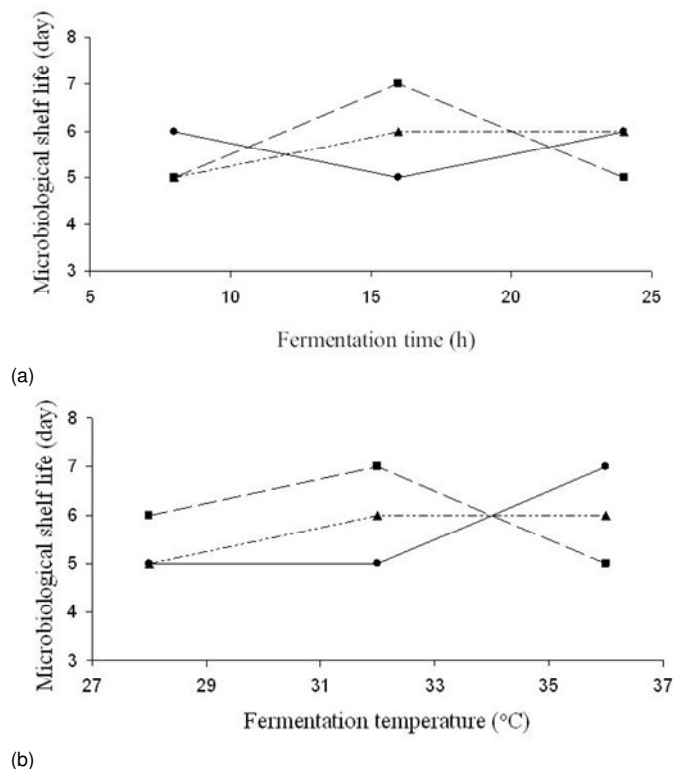 8
7
6
5
4
3
Microbiological shelf life (day)
5 10 15 20 25
Fermentation time (h)
(a)
8
7
6
5
4
3
Microbiological shelf life (day)
27 29 31 33 35 37
Fermentation temperature (°C)
(b)